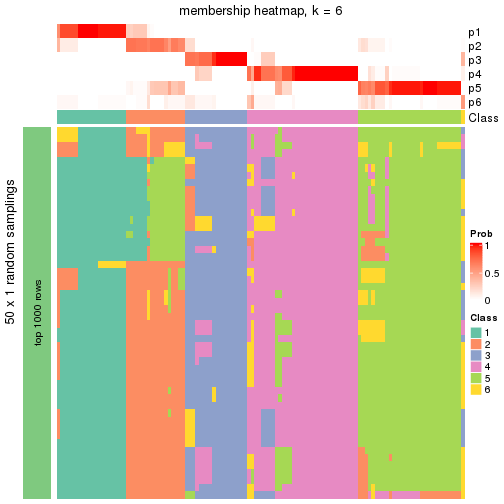 membership heatmap, k = 6
p1
p2
p3
p4
p5
p6
Class
50 x 1 random samplings
top 1000 rows
Prob
1
0.5
0
Class
1
2
3
4
5
6